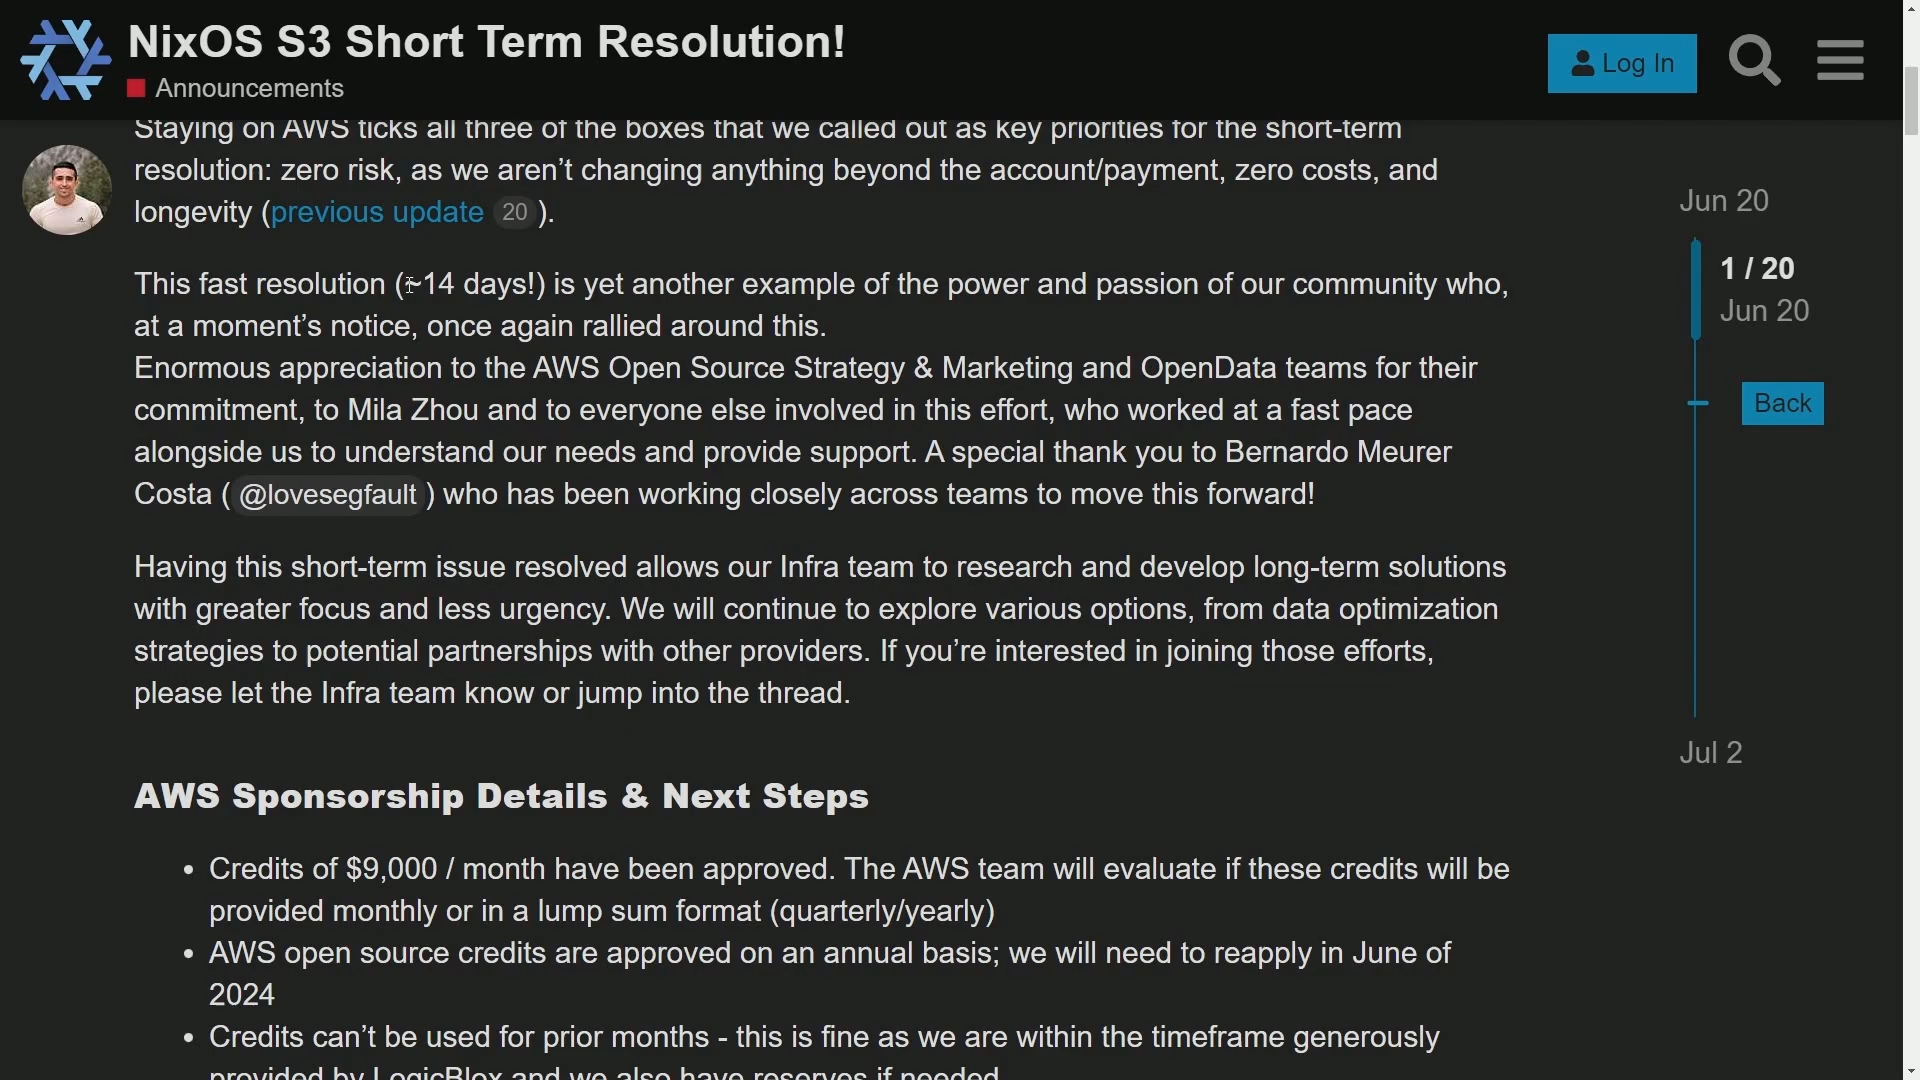 NixOS S3 Short Term Resolution!
Announcements
Log In
Staying on AWS ticks all three of the boxes that we called out as key priorities for the short-term
resolution: zero risk, as we aren’t changing anything beyond the account/payment, zero costs, and
longevity (previous update 20 ).
This fast resolution (~14 days!) is yet another example of the power and passion of our community who,
at a moment’s notice, once again rallied around this.
Enormous appreciation to the AWS Open Source Strategy & Marketing and OpenData teams for their
commitment, to Mila Zhou and to everyone else involved in this effort, who worked at a fast pace
alongside us to understand our needs and provide support. A special thank you to Bernardo Meurer
Costa ( @lovesegfault ) who has been working closely across teams to move this forward!
Having this short-term issue resolved allows our Infra team to research and develop long-term solutions
with greater focus and less urgency. We will continue to explore various options, from data optimization
strategies to potential partnerships with other providers. If you’re interested in joining those efforts,
please let the Infra team know or jump into the thread.
AWS Sponsorship Details & Next Steps
• Credits of $9,000 / month have been approved. The AWS team will evaluate if these credits will be
provided monthly or in a lump sum format (quarterly/yearly)
• AWS open source credits are approved on an annual basis; we will need to reapply in June of
2024
• Credits can’t be used for prior months - this is fine as we are within the timeframe generously
provided by LogicBlox and we also have reserves if needed
Jun 20
1 / 20
Jun 20
Back
Jul 2